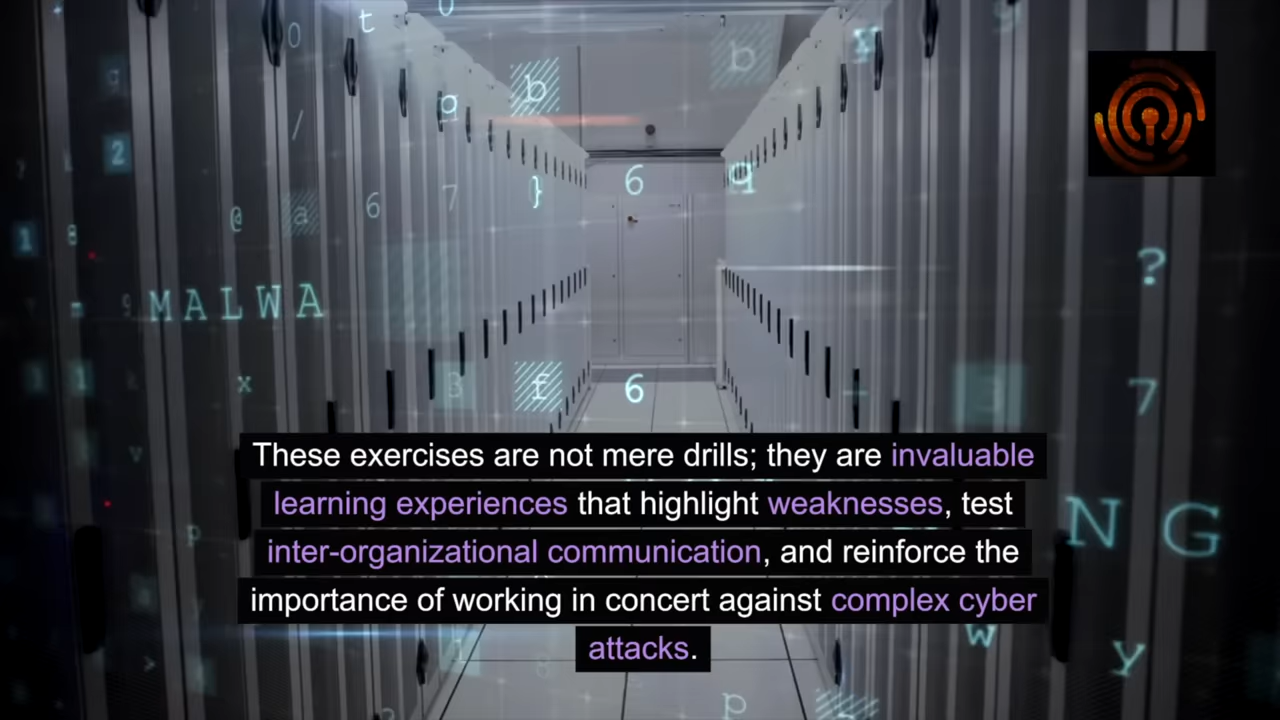 MALWA
NG
These exercises are not mere drills; they are invaluable
learning experiences that highlight weaknesses, test
inter-organizational communication, and reinforce the
importance of working in concert against complex cyber
attacks.